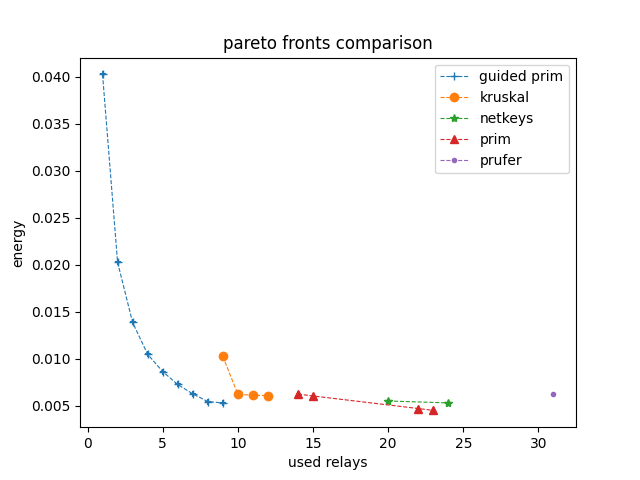 pareto fronts comparison
guided prim
kruskal
netkeys
prim
prufer
energy
0.040
0.035
0.030
0.025
0.020
0.015
0.010
0.005
0 5 10 15 20 25 30
used relays